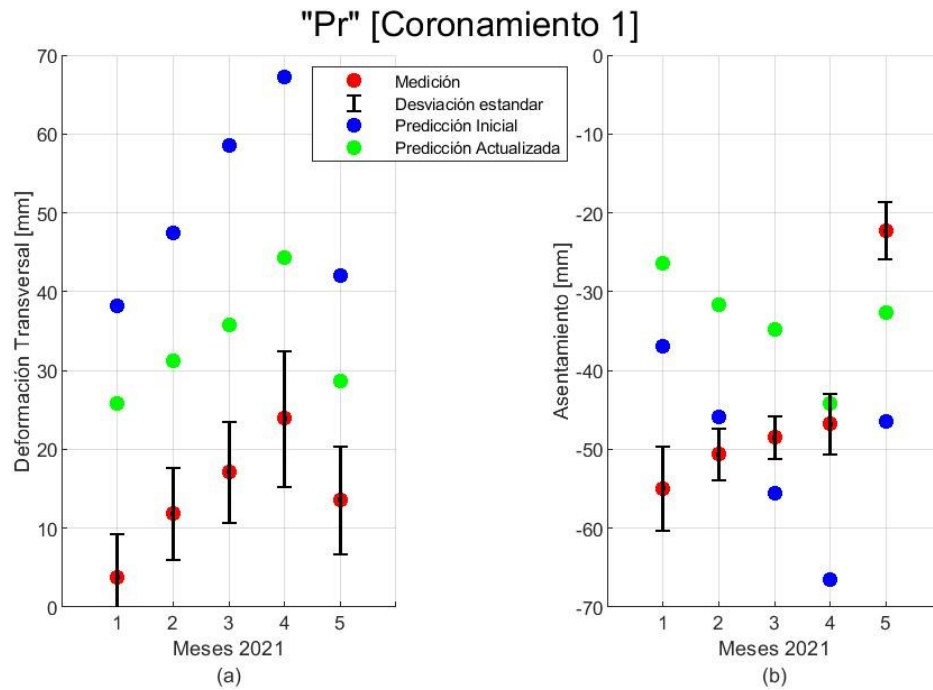 "Pr" [Coronamiento 1]
Medición
Desviación estandar
Predicción Inicial
Predicción Actualizada
Deformación Transversal [mm]
70
60
50
40
30
20
10
0
1 2 3 4 5
Meses 2021
(a)
Asentamiento [mm]
-0
-10
-20
-30
-40
-50
-60
-70
1 2 3 4 5
Meses 2021
(b)